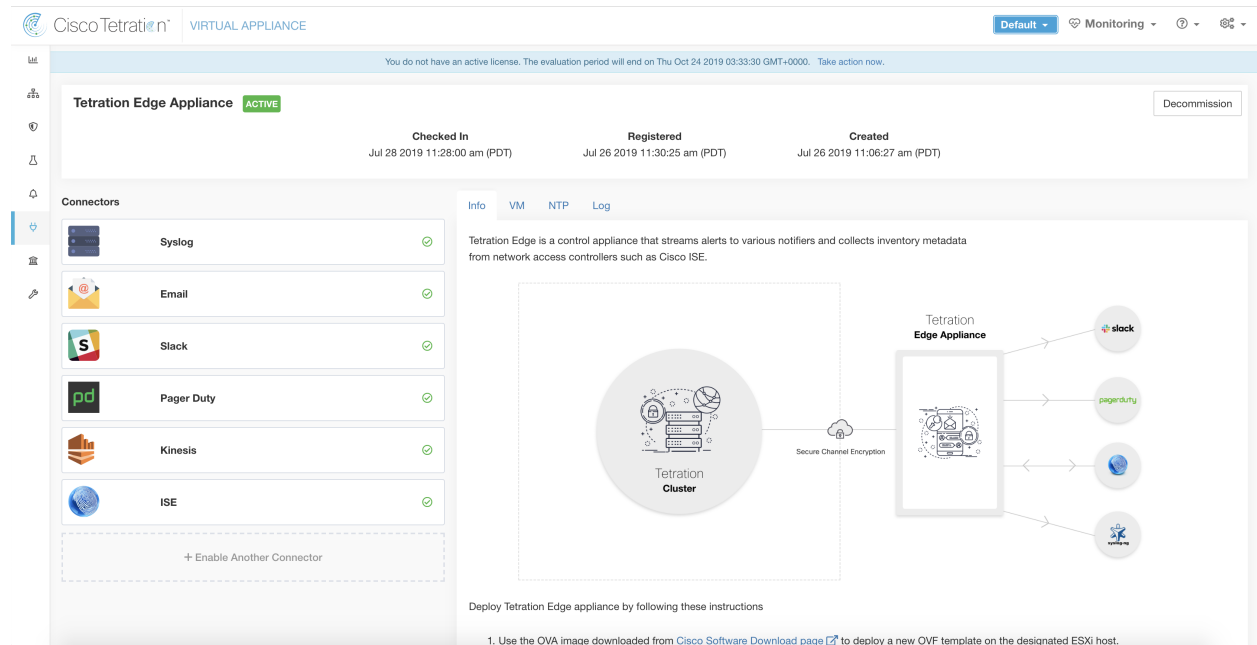 Cisco Tetration™ VIRTUAL APPLIANCE Default Monitoring ?
You do not have an active license. The evaluation period will end on Thu Oct 24 2019 03:33:30 GMT+0000. Take action now.
Tetration Edge Appliance ACTIVE Decommission
Checked In Registered Created
Jul 28 2019 11:28:00 am (PDT) Jul 26 2019 11:30:25 am (PDT) Jul 26 2019 11:06:27 am (PDT)
Connectors
Syslog
@
Email
S
Slack
pd
Pager Duty
Kinesis
ISE
+ Enable Another Connector
Info VM NTP Log
Tetration Edge is a control appliance that streams alerts to various notifiers and collects inventory metadata
from network access controllers such as Cisco ISE.
Tetration
Cluster
Secure Channel Encryption
Tetration
Edge Appliance
slack
pagerduty
syslog-ng
Deploy Tetration Edge appliance by following these instructions
1. Use the OVA image downloaded from Cisco Software Download page to deploy a new OVF template on the designated ESXi host.